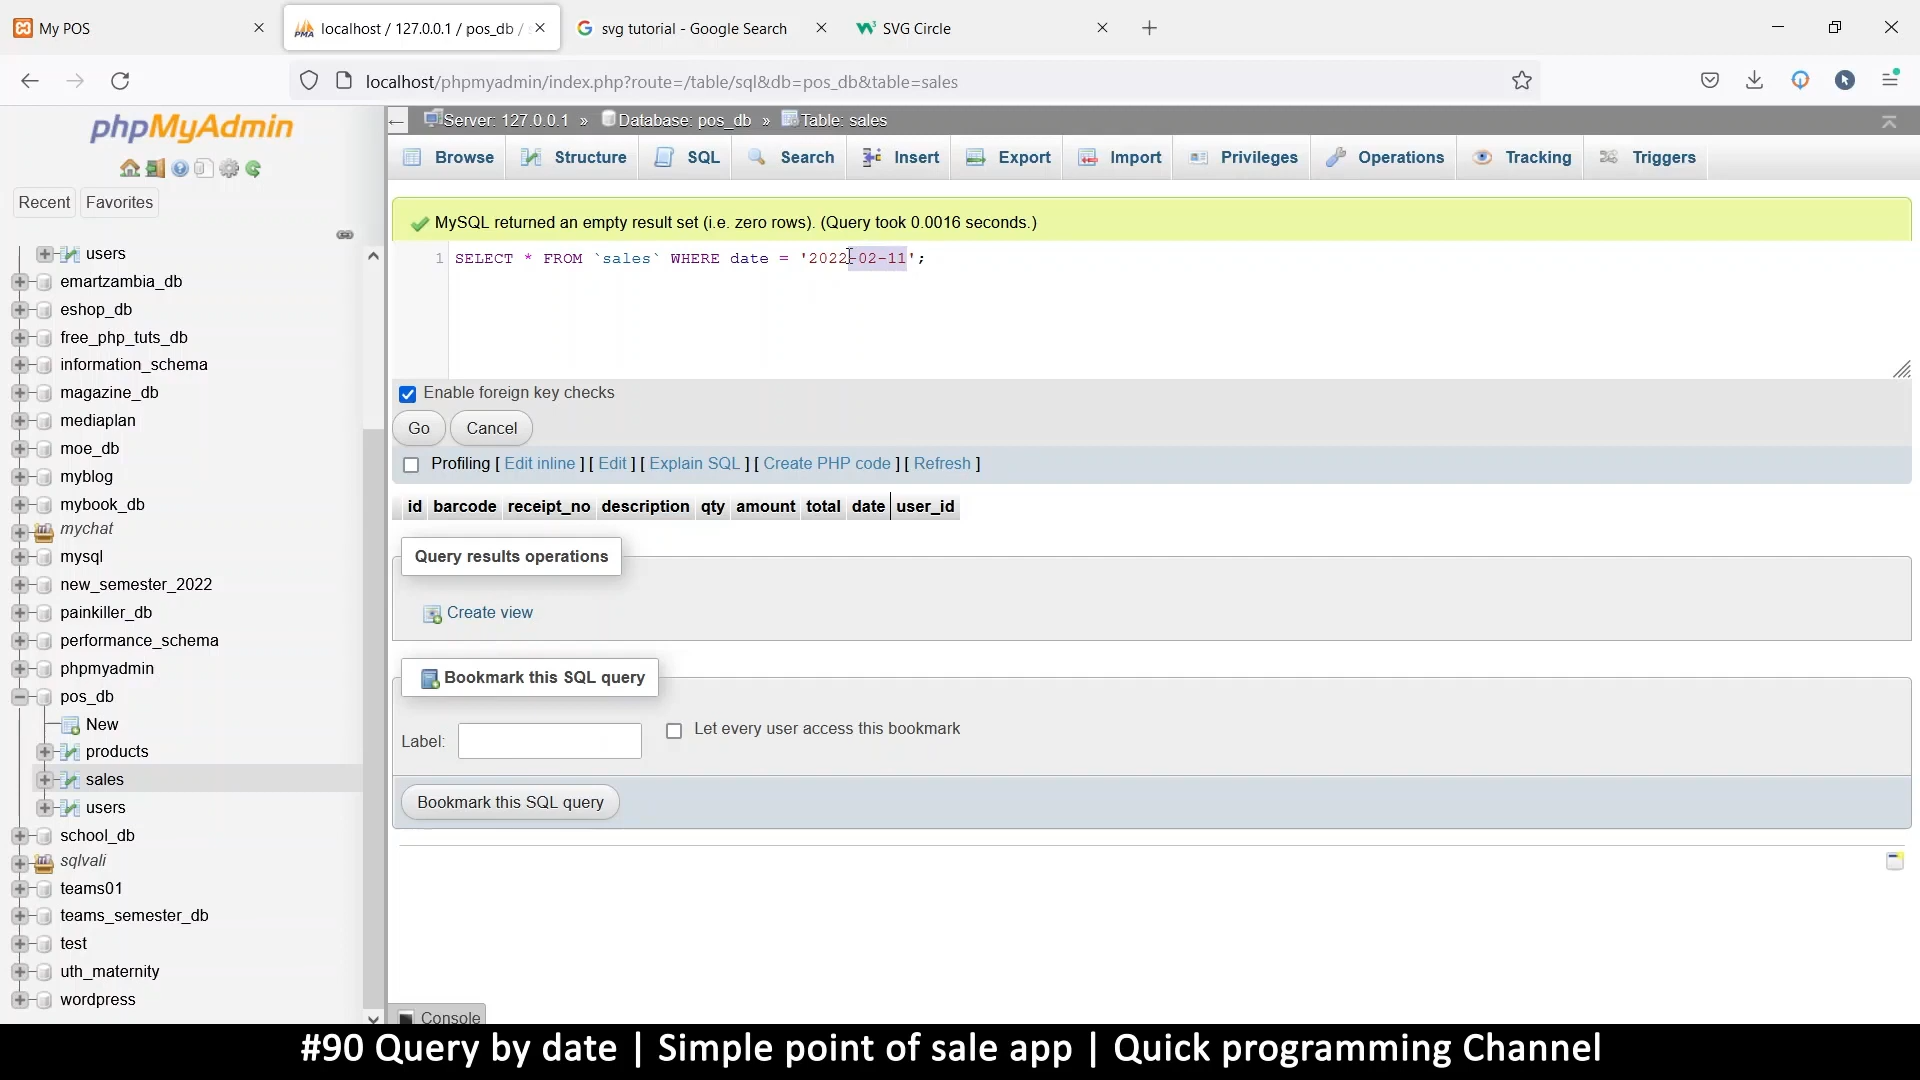 My POS
localhost / 127.0.0.1 / pos_db /
svg tutorial - Google Search
SVG Circle
localhost/phpmyadmin/index.php?route=/table/sql&db=pos_db&table=sales
phpMyAdmin
Server: 127.0.0.1 » Database: pos_db » Table: sales
Browse Structure SQL Search Insert Export Import Privileges Operations Tracking Triggers
Recent Favorites
users
emartzambia_db
eshop_db
free_php_tuts_db
information_schema
magazine_db
mediaplan
moe_db
myblog
mybook_db
mychat
mysql
new_semester_2022
painkiller_db
performance_schema
phpmyadmin
pos_db
New
products
sales
users
school_db
sqlvali
teams01
teams_semester_db
test
uth_maternity
wordpress
MySQL returned an empty result set (i.e. zero rows). (Query took 0.0016 seconds.)
1 SELECT * FROM `sales` WHERE date = '2022-02-11';
Enable foreign key checks
Go Cancel
Profiling [ Edit inline ] [ Edit ] [ Explain SQL ] [ Create PHP code ] [ Refresh ]
id barcode receipt_no description qty amount total date user_id
Query results operations
Create view
Bookmark this SQL query
Label:
Let every user access this bookmark
Bookmark this SQL query
Console
#90 Query by date | Simple point of sale app | Quick programming Channel